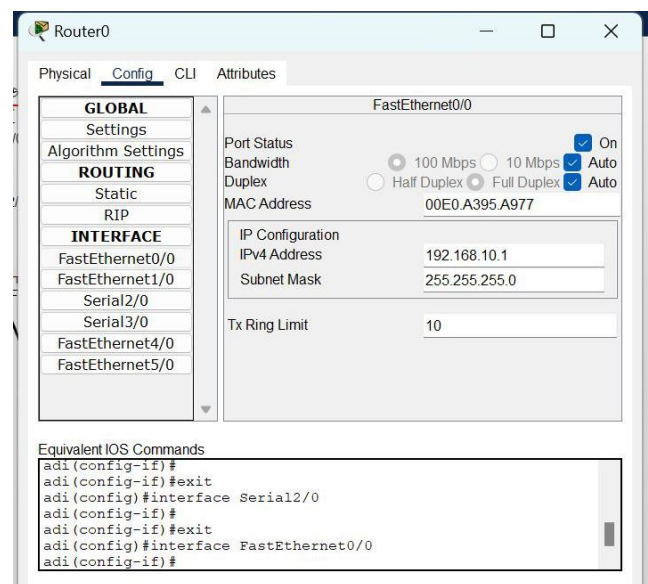 Router0
Physical Config CLI Attributes
GLOBAL
Settings
Algorithm Settings
ROUTING
Static
RIP
INTERFACE
FastEthernet0/0
FastEthernet1/0
Serial2/0
Serial3/0
FastEthernet4/0
FastEthernet5/0
FastEthernet0/0
Port Status On
Bandwidth 100 Mbps 10 Mbps Auto
Duplex Half Duplex Full Duplex Auto
MAC Address 00E0.A395.A977
IP Configuration
IPv4 Address 192.168.10.1
Subnet Mask 255.255.255.0
Tx Ring Limit 10
Equivalent IOS Commands
adi(config-if)#
adi(config-if)#exit
adi(config)#interface Serial2/0
adi(config-if)#
adi(config-if)#exit
adi(config)#interface FastEthernet0/0
adi(config-if)#